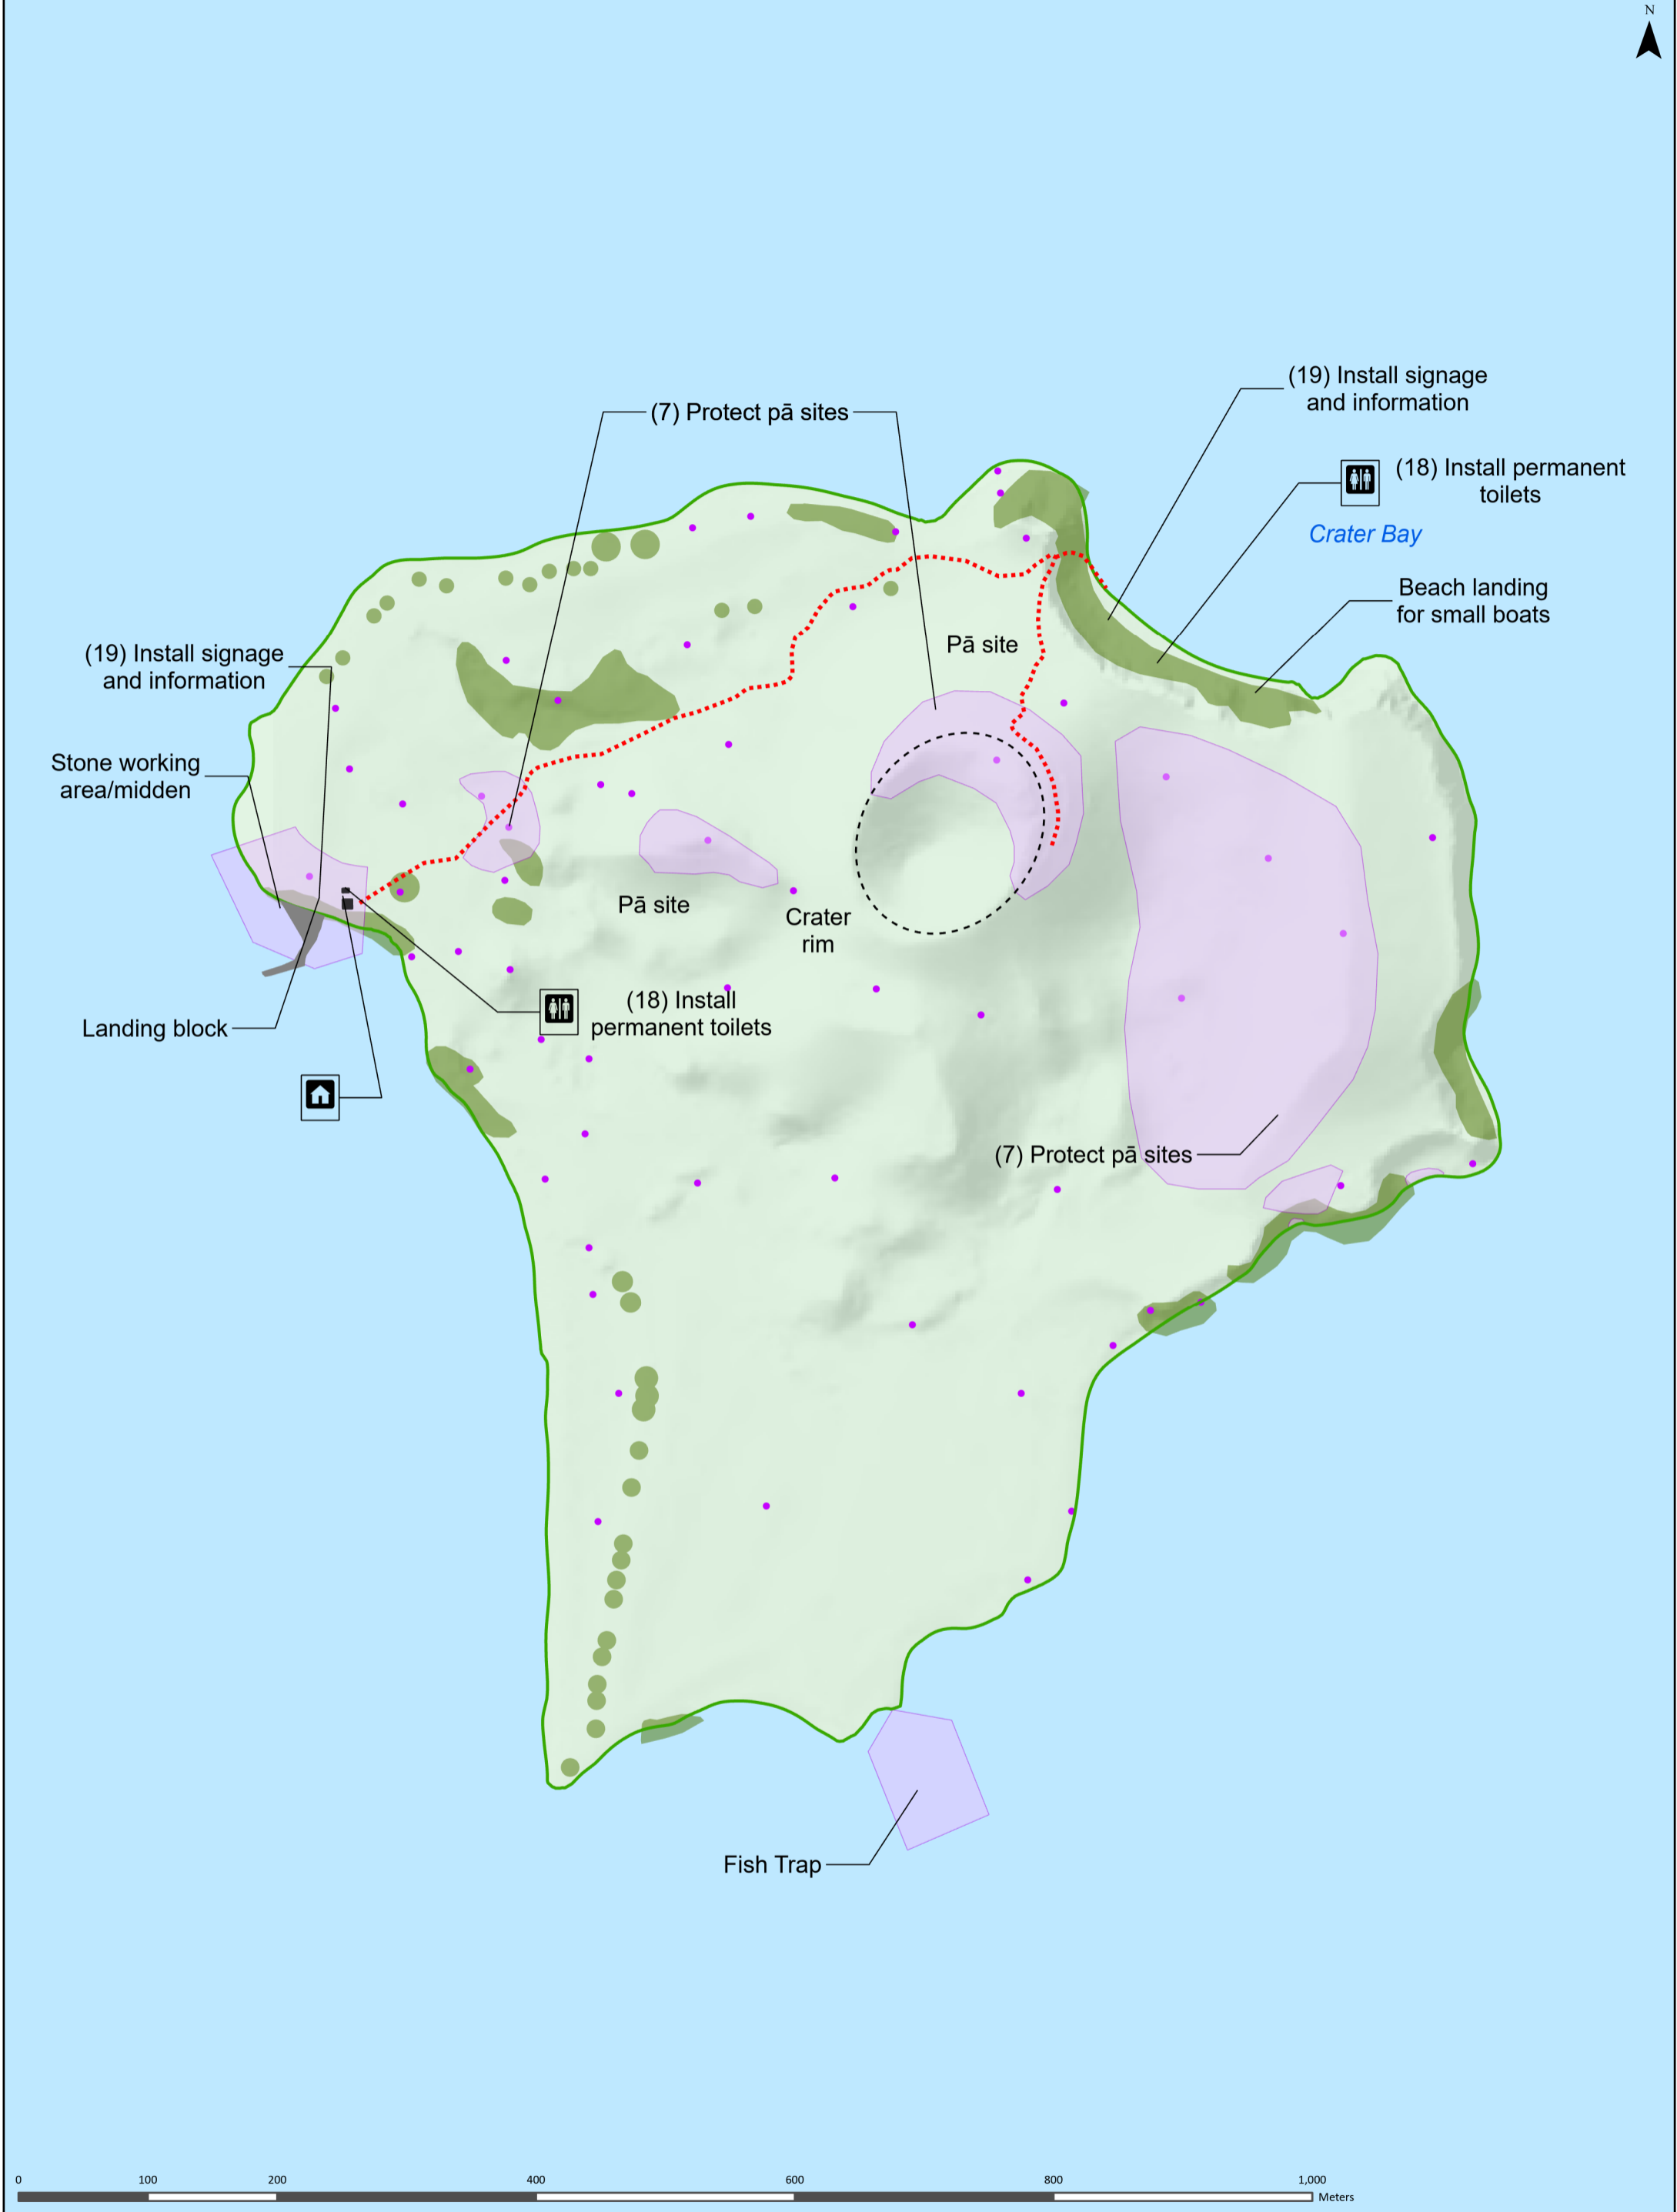 N
(19) Install signage
and information
(7) Protect pā sites
(18) Install permanent
toilets
Crater Bay
Beach landing
for small boats
Pā site
(19) Install signage
and information
Stone working
area/midden
Pā site
Crater
rim
(18) Install
permanent toilets
Landing block
(7) Protect pā sites
Fish Trap
0 100 200 400 600 800 1,000
Meters